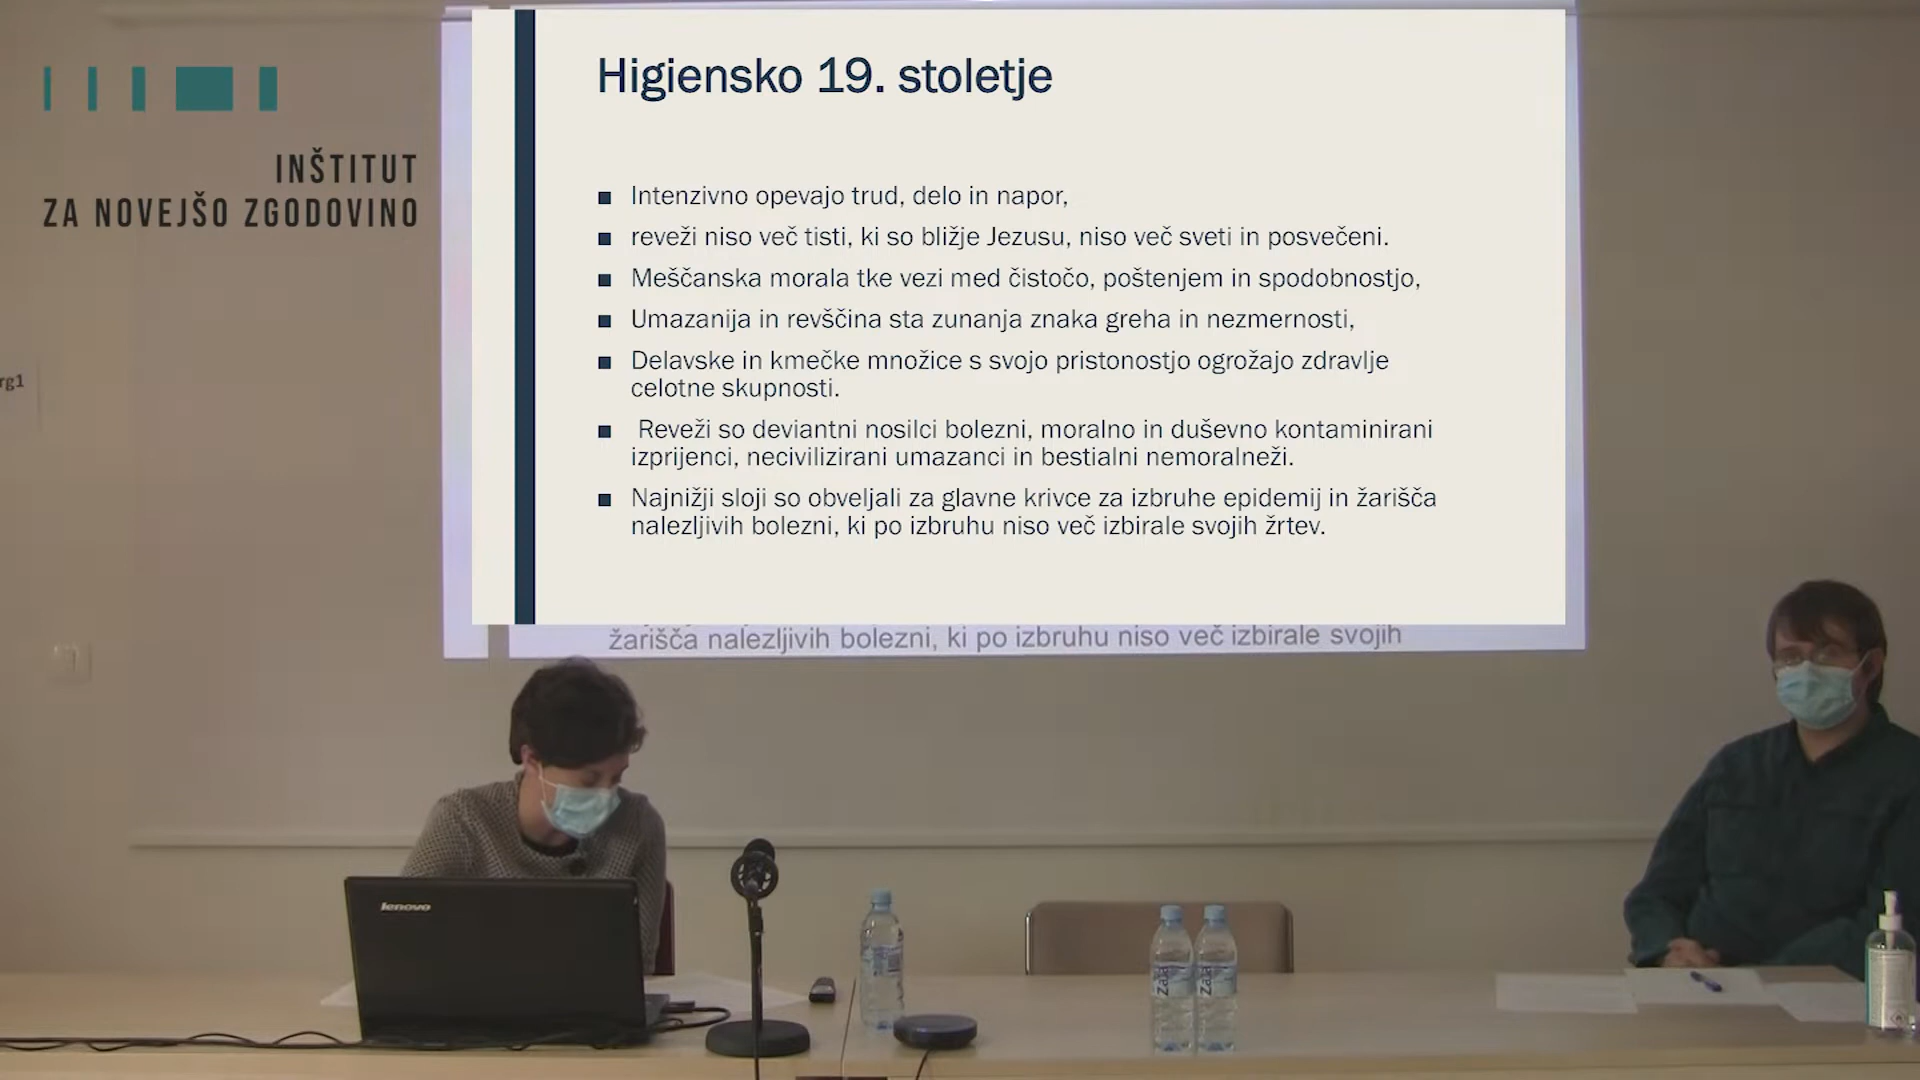 INŠTITUT
ZA NOVEJŠO ZGODOVINO
Higiensko 19. stoletje
■ Intenzivno opevajo trud, delo in napor,
■ reveži niso več tisti, ki so bližje Jezusu, niso več sveti in posvečeni.
■ Meščanska morala tke vezi med čistočo, poštenjem in spodobnostjo,
■ Umazanija in revščina sta zunanja znaka greha in nezmernosti,
■ Delavske in kmečke množice s svojo pristonostjo ogrožajo zdravlje
celotne skupnosti.
■ Reveži so deviantni nosilci bolezni, moralno in duševno kontaminirani
izprijenci, necivilizirani umazanci in bestialni nemoralneži.
■ Najnižji sloji so obveljali za glavne krivce za izbruhe epidemij in žarišča
nalezljivih bolezni, ki po izbruhu niso več izbirale svojih žrtev.
žarišča nalezljivih bolezni, ki po izbruhu niso več izbirale svojih
rg1
lenovo
Zala
Zala